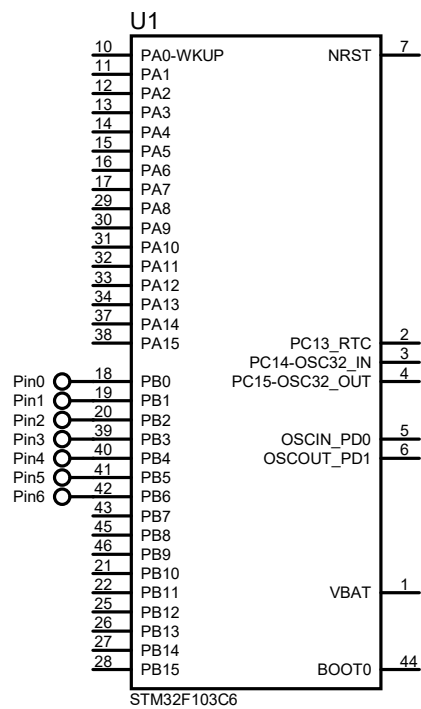 U1
10 PA0-WKUP NRST 7
11 PA1
12 PA2
13 PA3
14 PA4
15 PA5
16 PA6
17 PA7
29 PA8
30 PA9
31 PA10
32 PA11
33 PA12
34 PA13
37 PA14
38 PA15 PC13_RTC 2
PC14-OSC32_IN 3
Pin0 18 PB0 PC15-OSC32_OUT 4
Pin1 19 PB1
Pin2 20 PB2
Pin3 39 PB3 OSCIN_PD0 5
Pin4 40 PB4 OSCOUT_PD1 6
Pin5 41 PB5
Pin6 42 PB6
43 PB7
45 PB8
46 PB9
21 PB10
22 PB11 VBAT 1
25 PB12
26 PB13
27 PB14
28 PB15 BOOT0 44
STM32F103C6